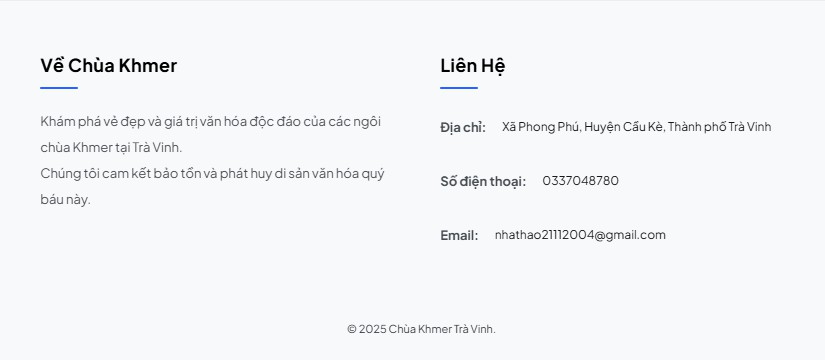 Về Chùa Khmer
Khám phá vẻ đẹp và giá trị văn hóa độc đáo của các ngôi
chùa Khmer tại Trà Vinh.
Chúng tôi cam kết bảo tồn và phát huy di sản văn hóa quý
báu này.
Liên Hệ
Địa chỉ: Xã Phong Phú, Huyện Cầu Kè, Thành phố Trà Vinh
Số điện thoại: 0337048780
Email: nhathao21112004@gmail.com
© 2025 Chùa Khmer Trà Vinh.